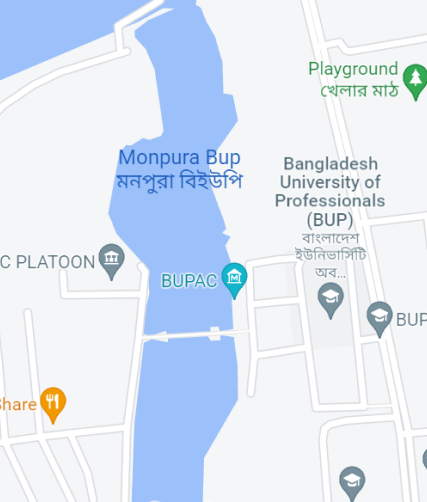 Playground
খেলার মাঠ
Monpura Bup
মনপুরা বিইউপি
Bangladesh
University of
Professionals
(BUP)
বাংলাদেশ
ইউনিভার্সিটি
অব...
C PLATOON
BUPAC
BUP
Share